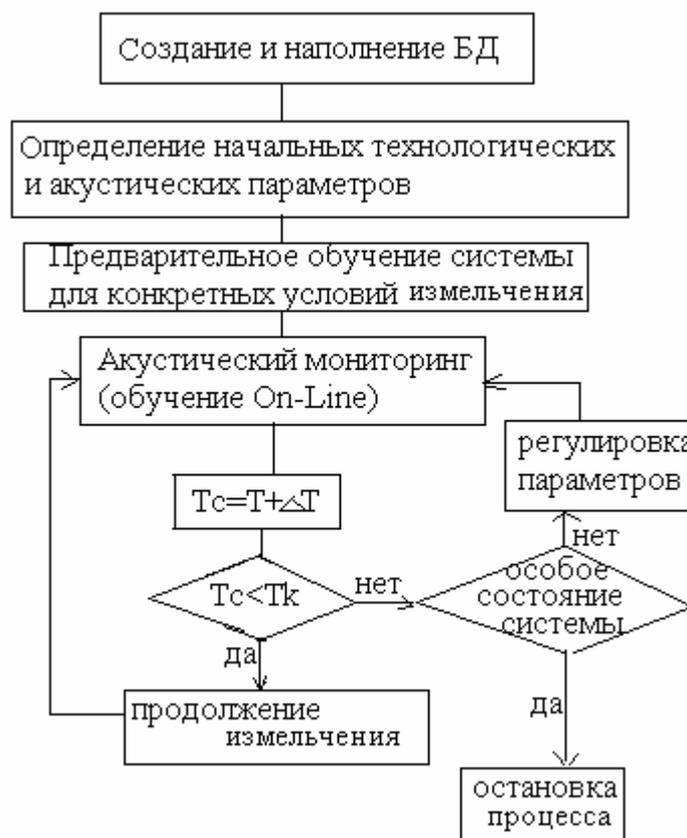 Создание и наполнение БД
Определение начальных технологических
и акустических параметров
Предварительное обучение системы
для конкретных условий измельчения
Акустический мониторинг
(обучение On-Line)
регулировка
параметров
Tc=T+△T
нет
Tc<Tk
нет
особое
состояние
системы
да
да
продолжение
измельчения
остановка
процесса